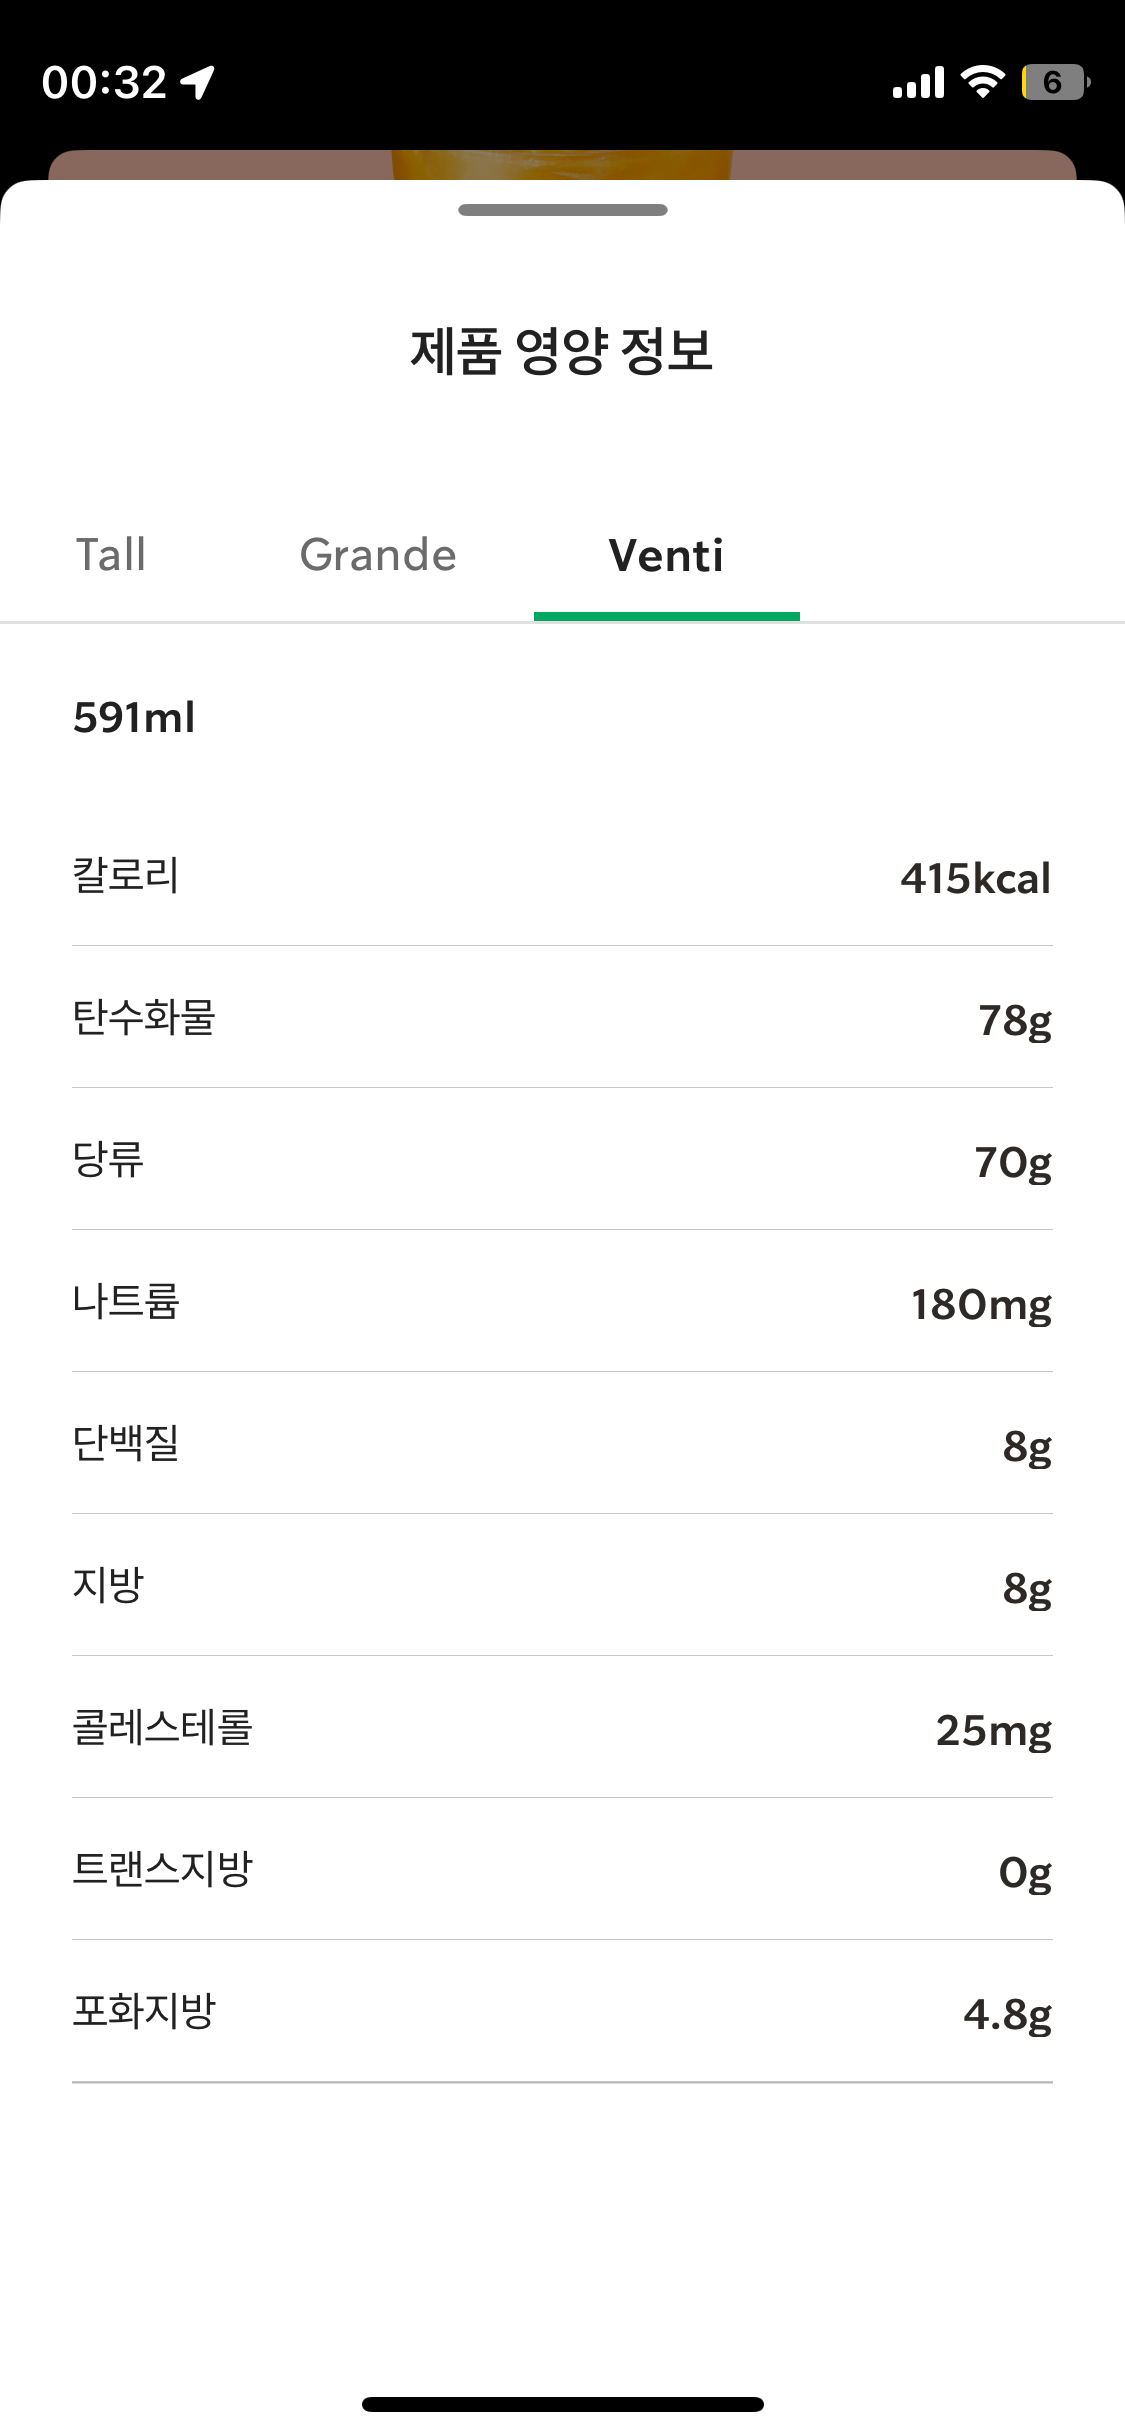 00:32
6
제품 영양 정보
Tall Grande Venti
591ml
칼로리 415kcal
탄수화물 78g
당류 70g
나트륨 180mg
단백질 8g
지방 8g
콜레스테롤 25mg
트랜스지방 0g
포화지방 4.8g